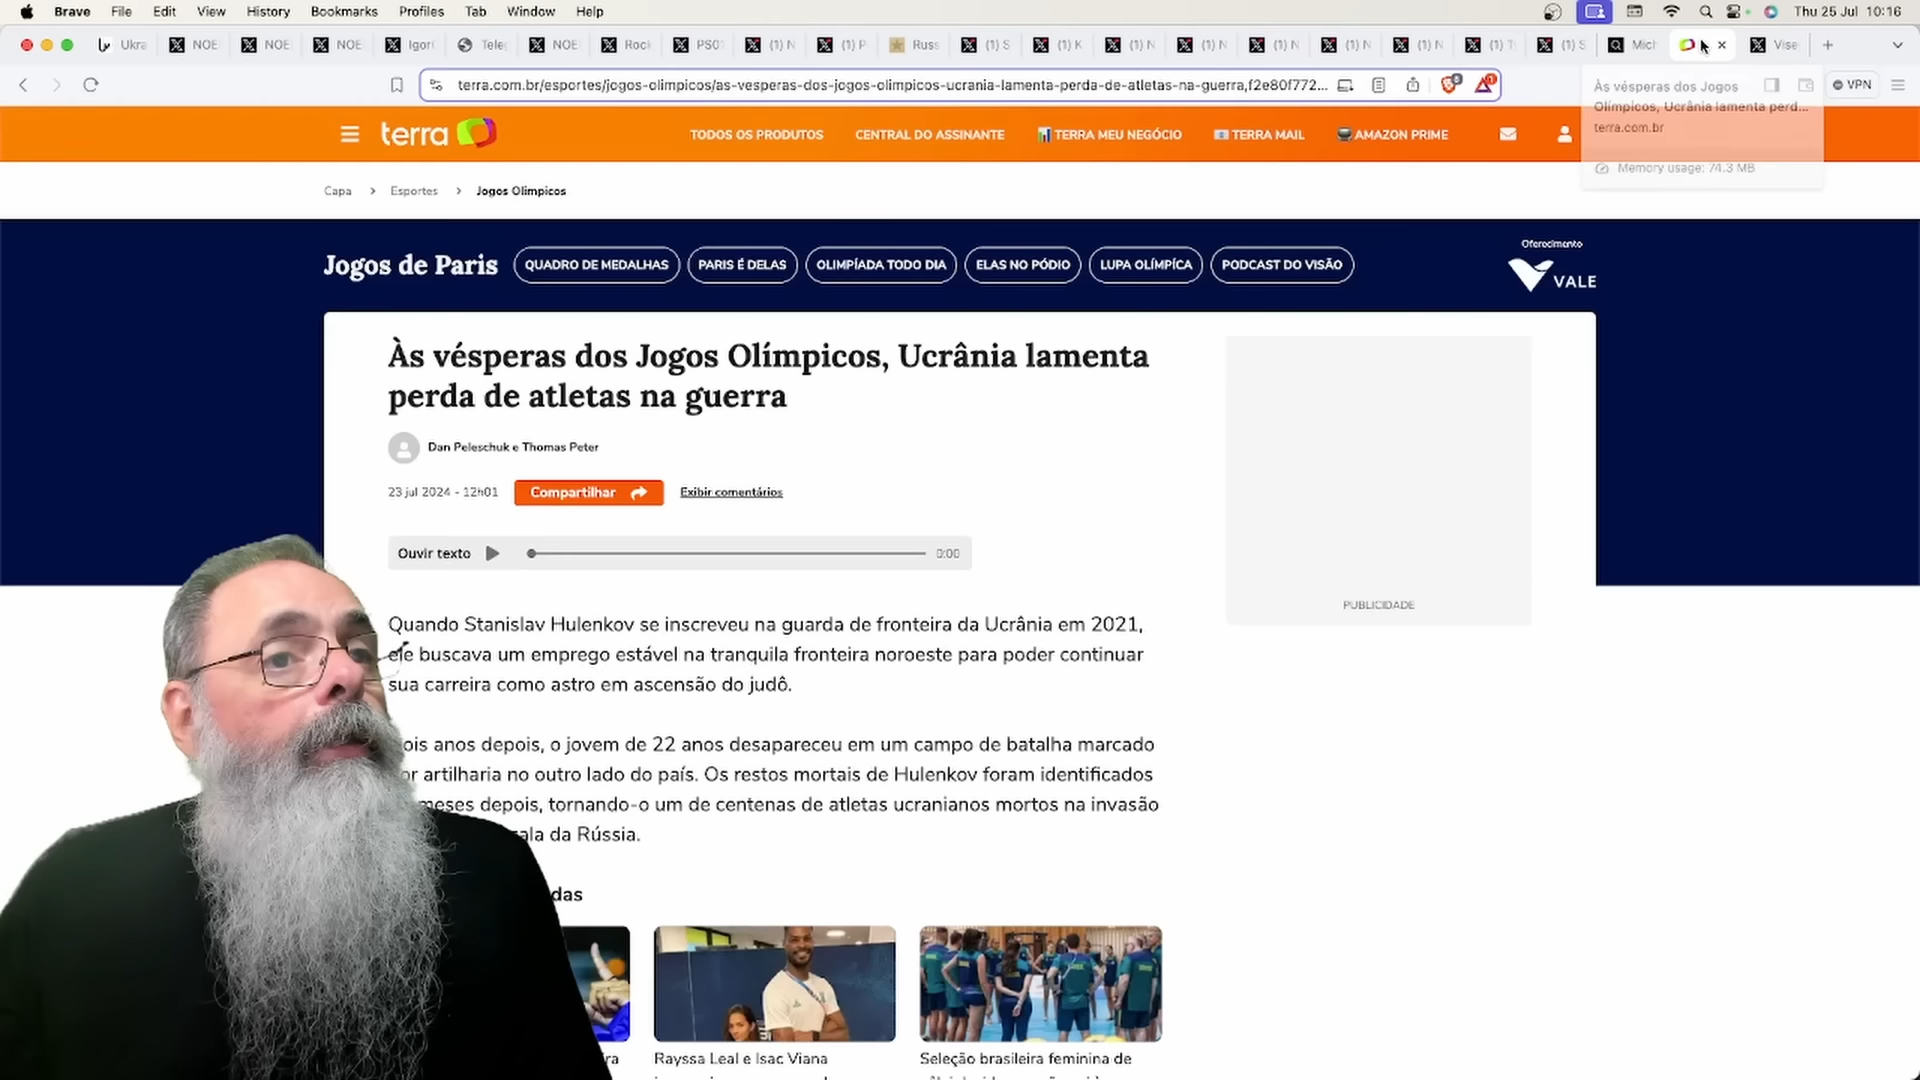 Brave File Edit View History Bookmarks Profiles Tab Window Help Thu 25 Jul 10:16
Ukra NOE NOE NOE Igor Tele NOE Rock PS01 (1) N (1) P Russ (1) S (1) K (1) N (1) N (1) N (1) N (1) N (1) T (1) S Mich Vise
terra.com.br/esportes/jogos-olimpicos/as-vesperas-dos-jogos-olimpicos-ucrania-lamenta-perda-de-atletas-na-guerra,f2e80f772... VPN
Às vésperas dos Jogos
Olímpicos, Ucrânia lamenta perd...
terra.com.br
Memory usage: 74.3 MB
terra TODOS OS PRODUTOS CENTRAL DO ASSINANTE TERRA MEU NEGÓCIO TERRA MAIL AMAZON PRIME
Capa > Esportes > Jogos Olímpicos
Jogos de Paris QUADRO DE MEDALHAS PARIS É DELAS OLIMPÍADA TODO DIA ELAS NO PÓDIO LUPA OLÍMPÍCA PODCAST DO VISÃO
Oferecimento
VALE
Às vésperas dos Jogos Olímpicos, Ucrânia lamenta
perda de atletas na guerra
Dan Peleschuk e Thomas Peter
23 jul 2024 - 12h01 Compartilhar Exibir comentários
Ouvir texto 0:00
PUBLICIDADE
Quando Stanislav Hulenkov se inscreveu na guarda de fronteira da Ucrânia em 2021,
ele buscava um emprego estável na tranquila fronteira noroeste para poder continuar
sua carreira como astro em ascensão do judô.
ois anos depois, o jovem de 22 anos desapareceu em um campo de batalha marcado
or artilharia no outro lado do país. Os restos mortais de Hulenkov foram identificados
meses depois, tornando-o um de centenas de atletas ucranianos mortos na invasão
ala da Rússia.
das
ra
Rayssa Leal e Isac Viana
Seleção brasileira feminina de